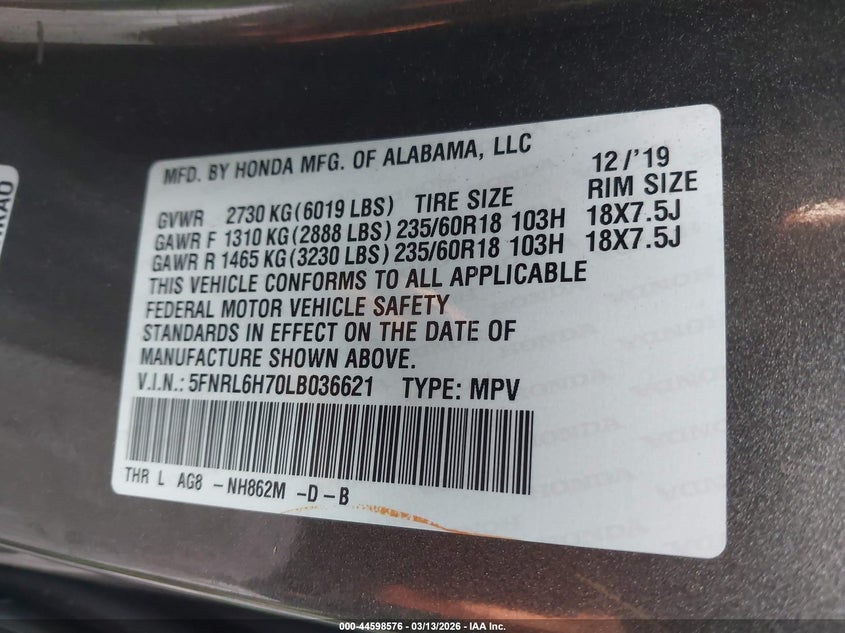 MFD. BY HONDA MFG. OF ALABAMA, LLC 12/'19
GVWR 2730 KG(6019 LBS) TIRE SIZE RIM SIZE
GAWR F 1310 KG(2888 LBS) 235/60R18 103H 18X7.5J
GAWR R 1465 KG(3230 LBS) 235/60R18 103H 18X7.5J
THIS VEHICLE CONFORMS TO ALL APPLICABLE
FEDERAL MOTOR VEHICLE SAFETY
STANDARDS IN EFFECT ON THE DATE OF
MANUFACTURE SHOWN ABOVE.
V.I.N.: 5FNRL6H70LB036621 TYPE: MPV
THR L AG8 -NH862M -D-B
000-44598576 | 03/13/2026 | IAA Inc.